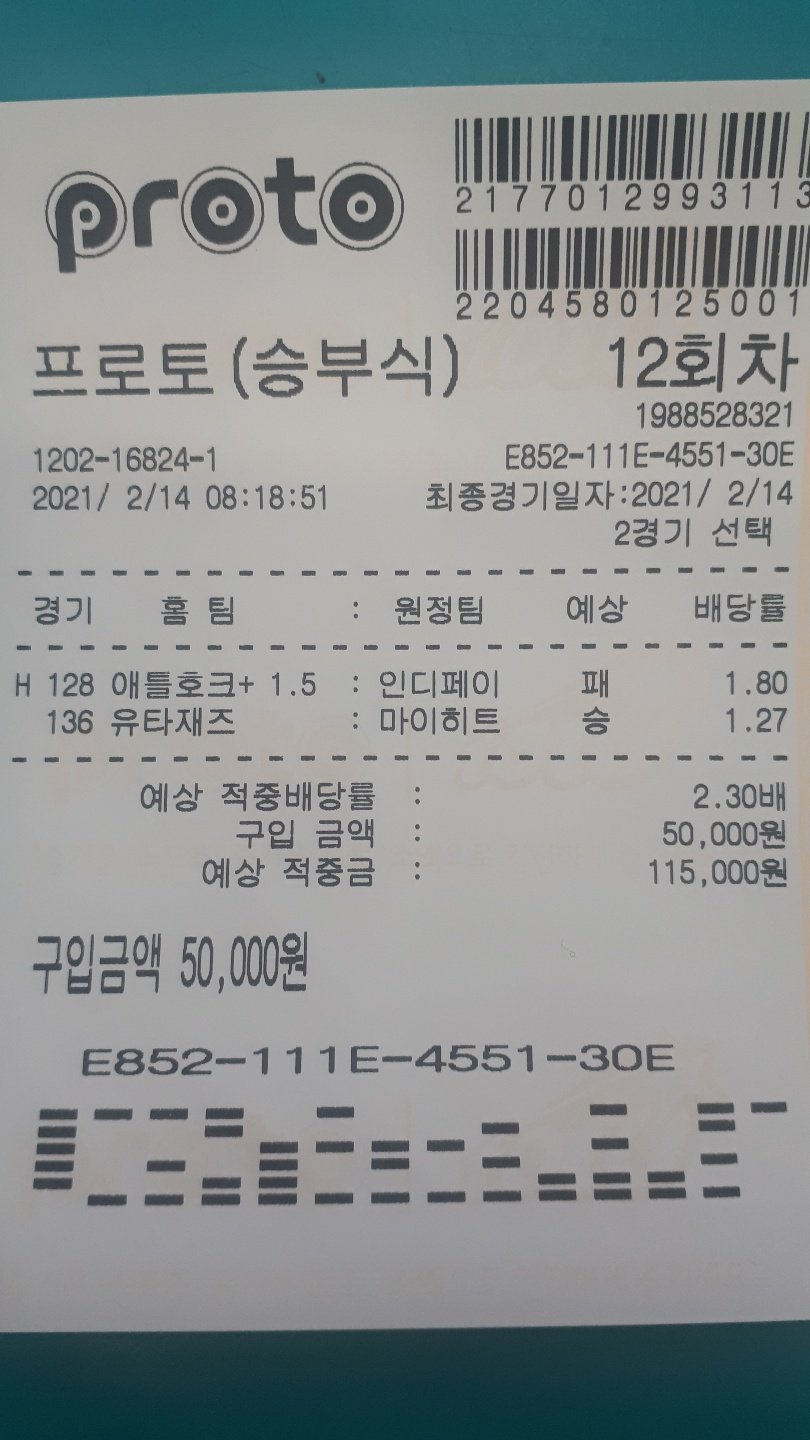 proto
2177012993113
2204580125001
프로토(승부식) 12회차
1988528321
1202-16824-1 E852-111E-4551-30E
2021/ 2/14 08:18:51 최종경기일자:2021/ 2/14
2경기 선택
경기 홈 팀 : 원정팀 예상 배당률
H 128 애틀호크+ 1.5 : 인디페이 패 1.80
136 유타재즈 : 마이히트 승 1.27
예상 적중배당률 : 2.30배
구입 금액 : 50,000원
예상 적중금 : 115,000원
구입금액 50,000원
E852-111E-4551-30E